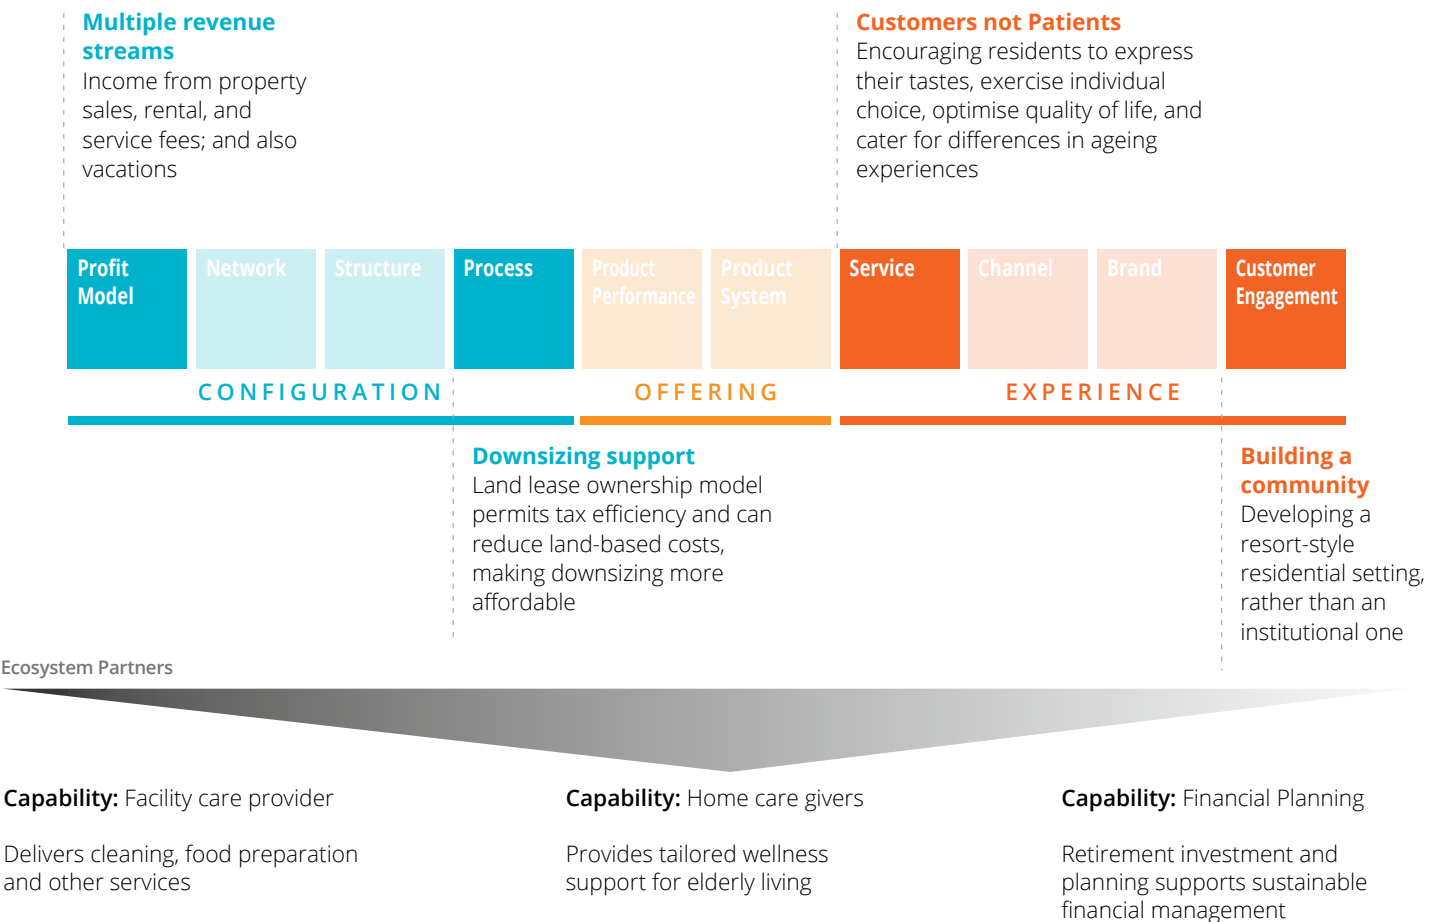 Multiple revenue
streams
Income from property
sales, rental, and
service fees; and also
vacations
Customers not Patients
Encouraging residents to express
their tastes, exercise individual
choice, optimise quality of life, and
cater for differences in ageing
experiences
Profit
Model
Network
Structure
Process
Product
Performance
Product
System
Service
Channel
Brand
Customer
Engagement
CONFIGURATION
OFFERING
EXPERIENCE
Downsizing support
Land lease ownership model
permits tax efficiency and can
reduce land-based costs,
making downsizing more
affordable
Building a
community
Developing a
resort-style
residential setting,
rather than an
institutional one
Ecosystem Partners
Capability: Facility care provider
Delivers cleaning, food preparation
and other services
Capability: Home care givers
Provides tailored wellness
support for elderly living
Capability: Financial Planning
Retirement investment and
planning supports sustainable
financial management